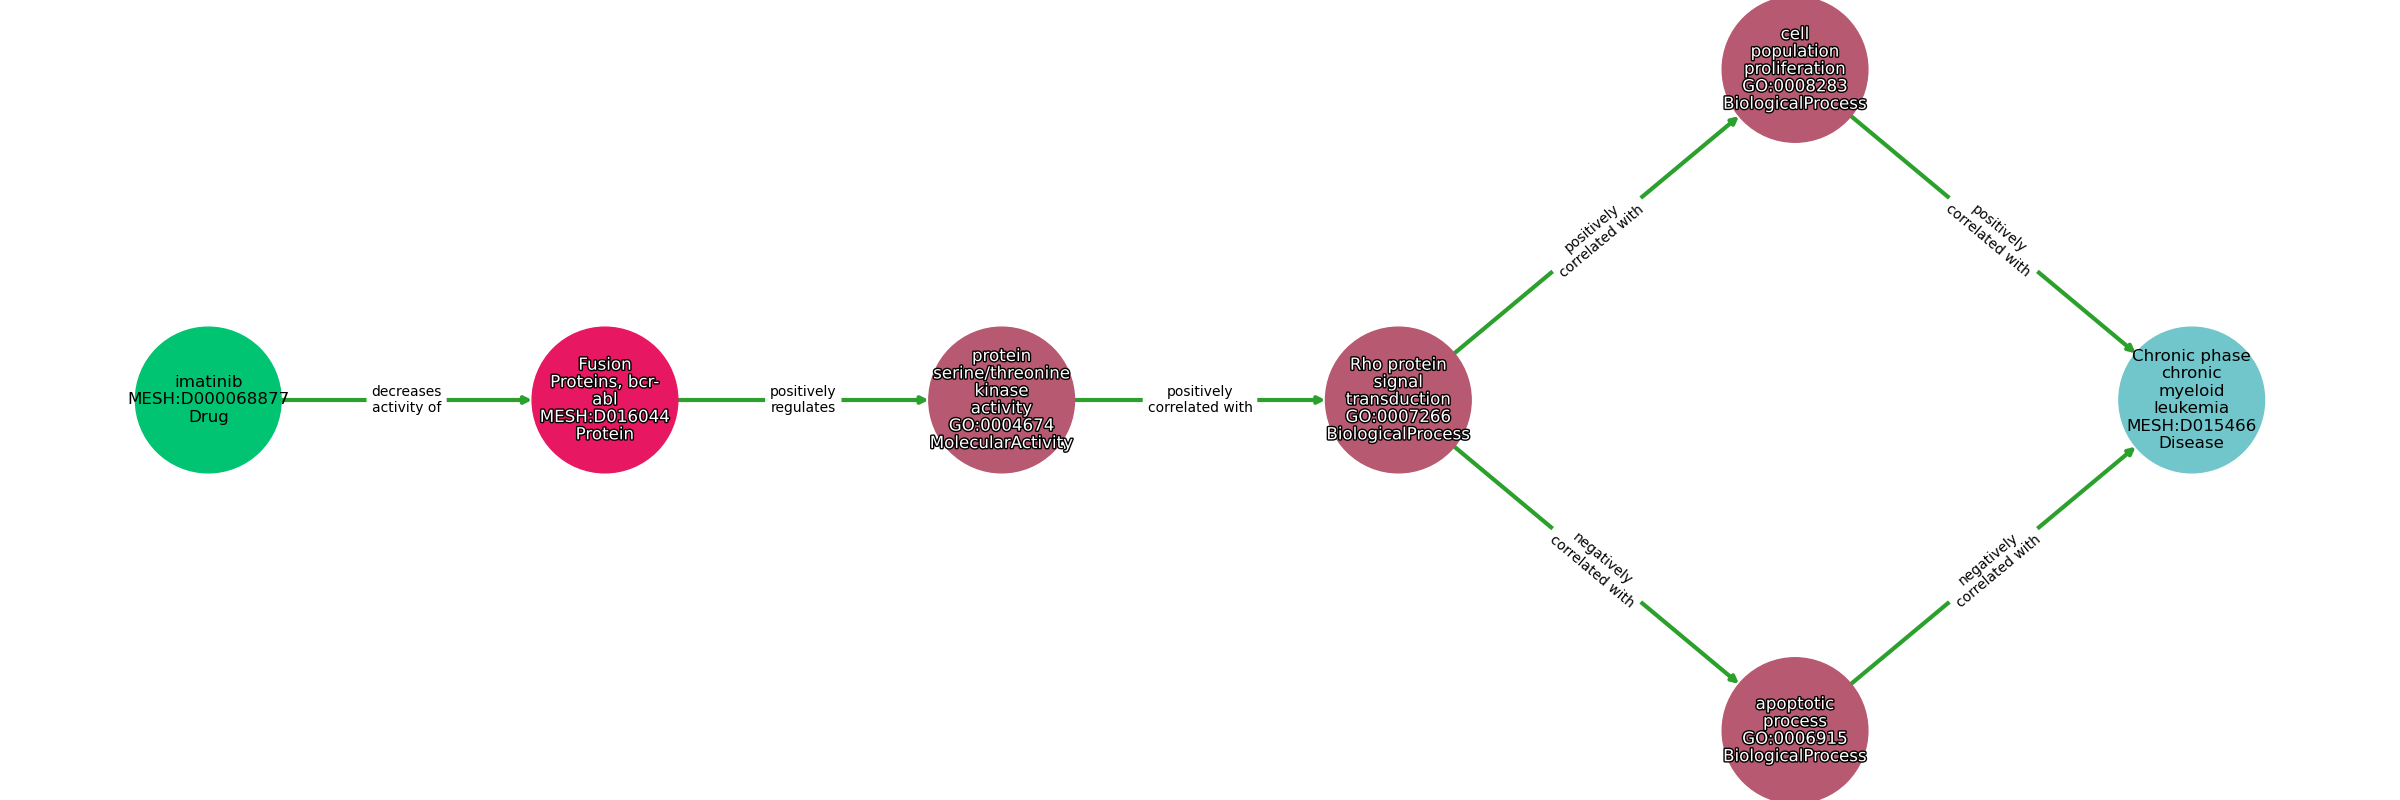 imatinib
MESH:D000068877
Drug
decreases
activity of
Fusion
Proteins, bcr-
abl
MESH:D016044
Protein
positively
regulates
protein
serine/threonine
kinase
activity
GO:0004674
MolecularActivity
positively
correlated with
Rho protein
signal
transduction
GO:0007266
BiologicalProcess
positively
correlated with
cell
population
proliferation
GO:0008283
BiologicalProcess
positively
correlated with
negatively
correlated with
apoptotic
process
GO:0006915
BiologicalProcess
negatively
correlated with
Chronic phase
chronic
myeloid
leukemia
MESH:D015466
Disease